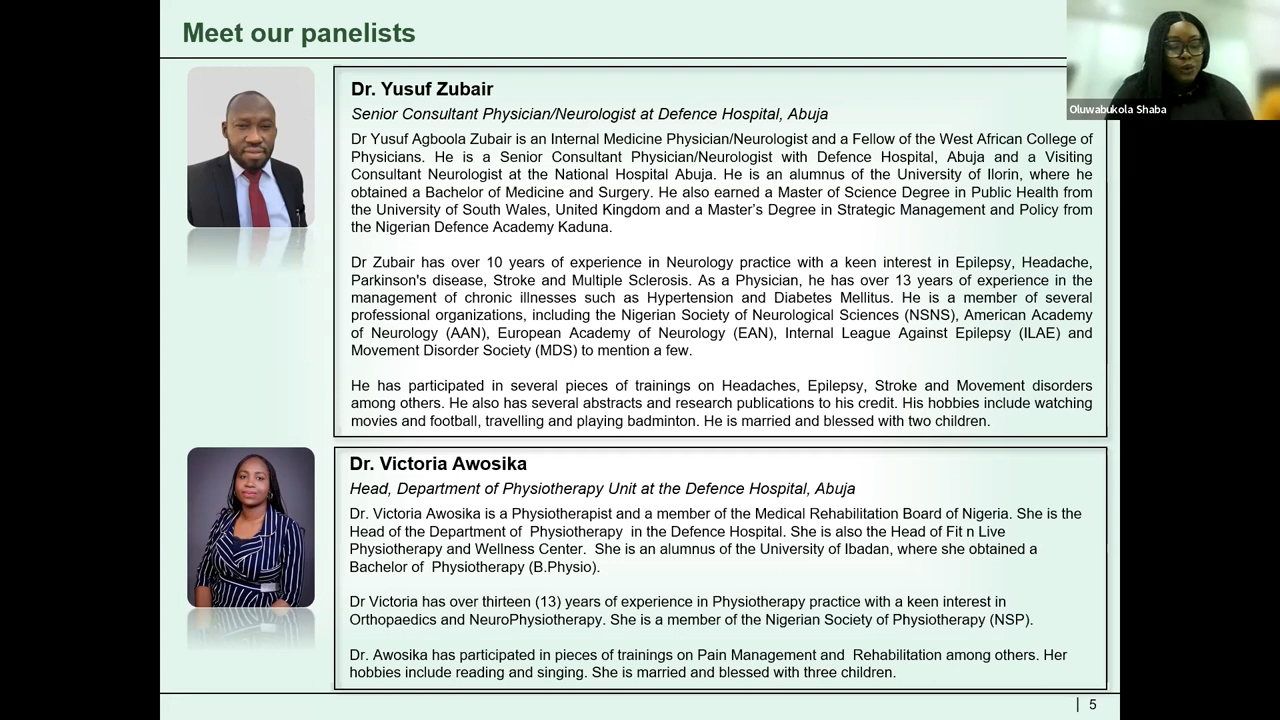 Meet our panelists
Oluwabukola Shaba
Dr. Yusuf Zubair
Senior Consultant Physician/Neurologist at Defence Hospital, Abuja
Dr Yusuf Agboola Zubair is an Internal Medicine Physician/Neurologist and a Fellow of the West African College of
Physicians. He is a Senior Consultant Physician/Neurologist with Defence Hospital, Abuja and a Visiting
Consultant Neurologist at the National Hospital Abuja. He is an alumnus of the University of Ilorin, where he
obtained a Bachelor of Medicine and Surgery. He also earned a Master of Science Degree in Public Health from
the University of South Wales, United Kingdom and a Master's Degree in Strategic Management and Policy from
the Nigerian Defence Academy Kaduna.
Dr Zubair has over 10 years of experience in Neurology practice with a keen interest in Epilepsy, Headache,
Parkinson's disease, Stroke and Multiple Sclerosis. As a Physician, he has over 13 years of experience in the
management of chronic illnesses such as Hypertension and Diabetes Mellitus. He is a member of several
professional organizations, including the Nigerian Society of Neurological Sciences (NSNS), American Academy
of Neurology (AAN), European Academy of Neurology (EAN), Internal League Against Epilepsy (ILAE) and
Movement Disorder Society (MDS) to mention a few.
He has participated in several pieces of trainings on Headaches, Epilepsy, Stroke and Movement disorders
among others. He also has several abstracts and research publications to his credit. His hobbies include watching
movies and football, travelling and playing badminton. He is married and blessed with two children.
Dr. Victoria Awosika
Head, Department of Physiotherapy Unit at the Defence Hospital, Abuja
Dr. Victoria Awosika is a Physiotherapist and a member of the Medical Rehabilitation Board of Nigeria. She is the
Head of the Department of Physiotherapy in the Defence Hospital. She is also the Head of Fit n Live
Physiotherapy and Wellness Center. She is an alumnus of the University of Ibadan, where she obtained a
Bachelor of Physiotherapy (B.Physio).
Dr Victoria has over thirteen (13) years of experience in Physiotherapy practice with a keen interest in
Orthopaedics and NeuroPhysiotherapy. She is a member of the Nigerian Society of Physiotherapy (NSP).
Dr. Awosika has participated in pieces of trainings on Pain Management and Rehabilitation among others. Her
hobbies include reading and singing. She is married and blessed with three children.
| 5